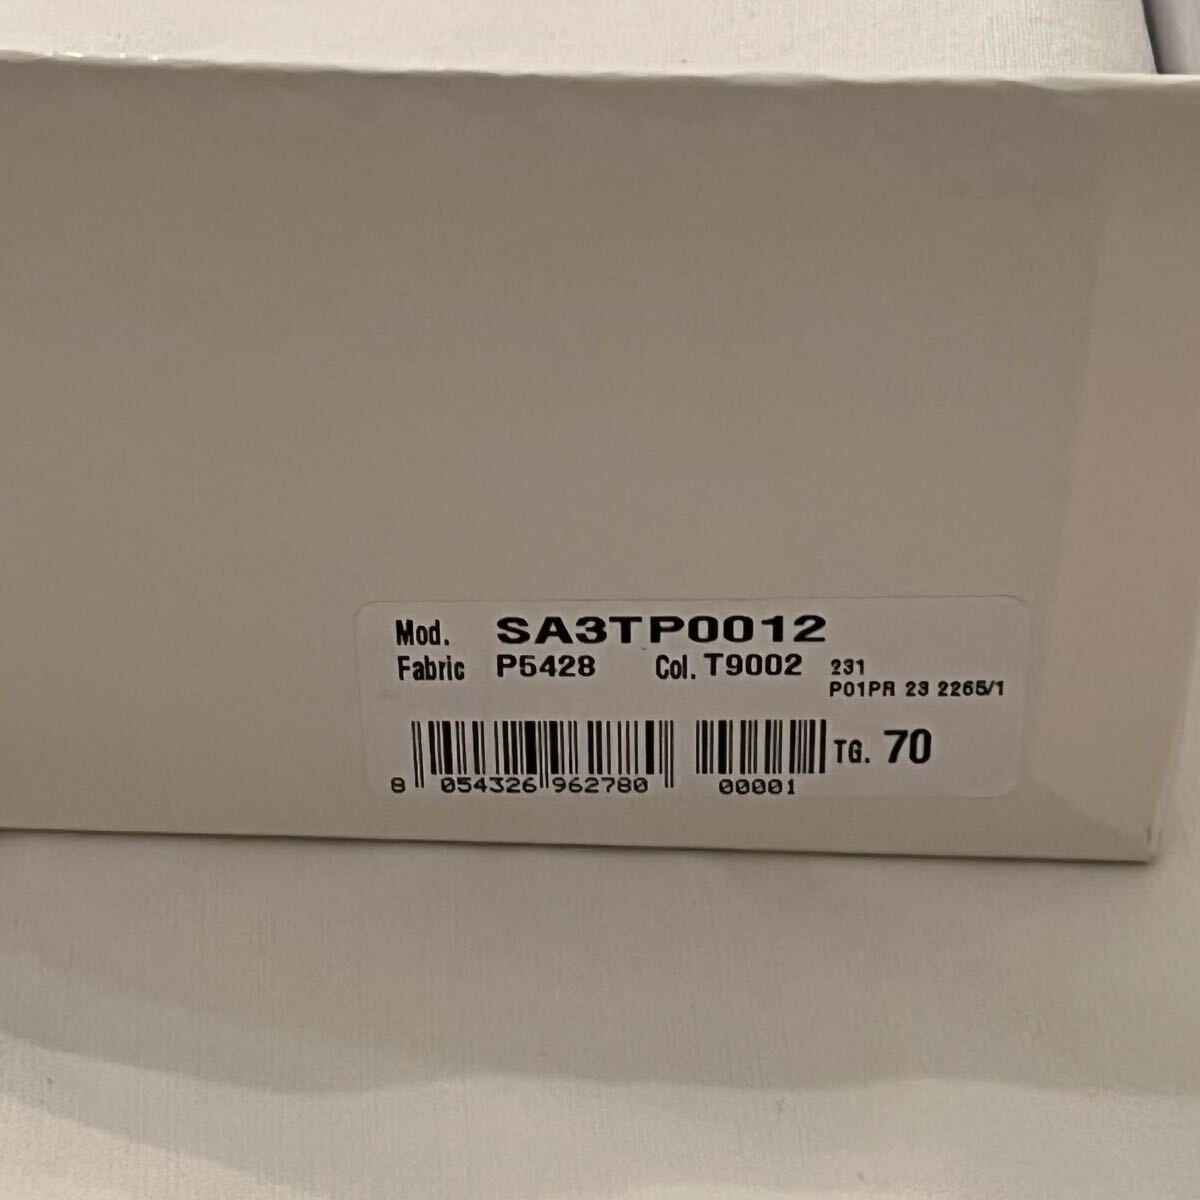 Mod. SA3TP0012
Fabric P5428 Col. T9002 231
P01PR 23 2265/1
TG. 70
8 054326 962780 00001